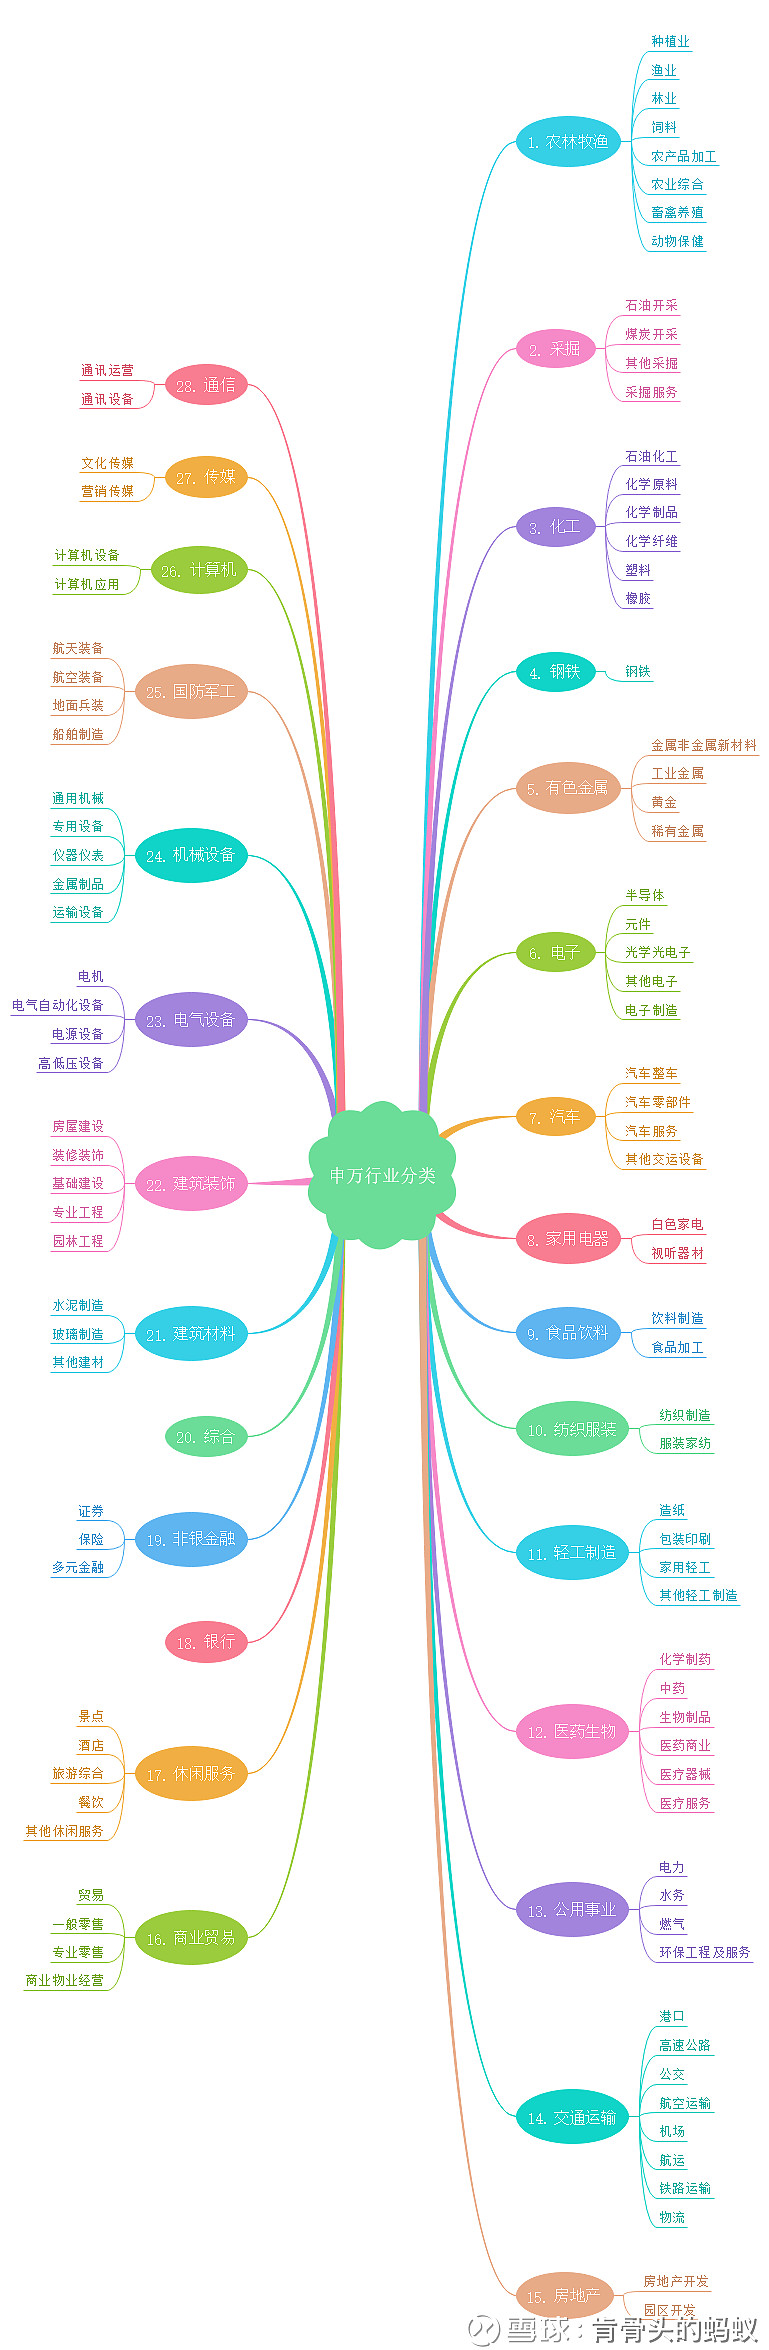 申万行业分类
1. 农林牧渔
种植业
渔业
林业
饲料
农产品加工
农业综合
畜禽养殖
动物保健
2. 采掘
石油开采
煤炭开采
其他采掘
采掘服务
3. 化工
石油化工
化学原料
化学制品
化学纤维
塑料
橡胶
4. 钢铁
钢铁
5. 有色金属
金属非金属新材料
工业金属
黄金
稀有金属
6. 电子
半导体
元件
光学光电子
其他电子
电子制造
7. 汽车
汽车整车
汽车零部件
汽车服务
其他交运设备
8. 家用电器
白色家电
视听器材
9. 食品饮料
饮料制造
食品加工
10. 纺织服装
纺织制造
服装家纺
11. 轻工制造
造纸
包装印刷
家用轻工
其他轻工制造
12. 医药生物
化学制药
中药
生物制品
医药商业
医疗器械
医疗服务
13. 公用事业
电力
水务
燃气
环保工程及服务
14. 交通运输
港口
高速公路
公交
航空运输
机场
航运
铁路运输
物流
15. 房地产
房地产开发
园区开发
16. 商业贸易
贸易
一般零售
专业零售
商业物业经营
17. 休闲服务
景点
酒店
旅游综合
餐饮
其他休闲服务
18. 银行
19. 非银金融
证券
保险
多元金融
20. 综合
21. 建筑材料
水泥制造
玻璃制造
其他建材
22. 建筑装饰
房屋建设
装修装饰
基础建设
专业工程
园林工程
23. 电气设备
电机
电气自动化设备
电源设备
高低压设备
24. 机械设备
通用机械
专用设备
仪器仪表
金属制品
运输设备
25. 国防军工
航天装备
航空装备
地面兵装
船舶制造
26. 计算机
计算机设备
计算机应用
27. 传媒
文化传媒
营销传媒
28. 通信
通讯运营
通讯设备
雪球：肯骨头的蚂蚁